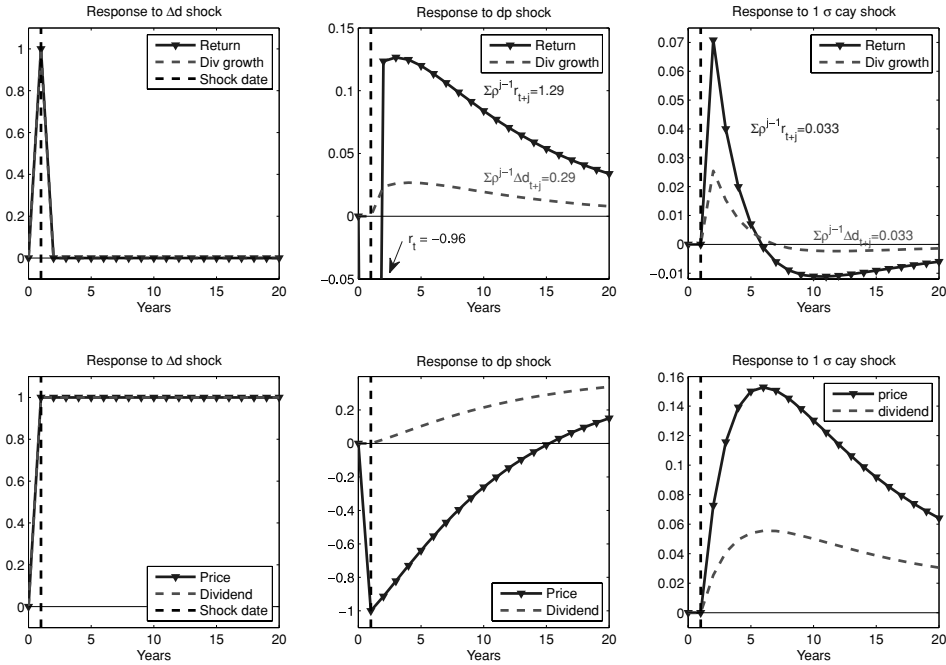 Response to Δd shock
1
0.8
0.6
0.4
0.2
0
Return
Div growth
Shock date
0 5 10 15 20
Years
Response to dp shock
0.15
0.1
0.05
0
−0.05
Return
Div growth
Σρ^{j−1}r_{t+j}=1.29
Σρ^{j−1}Δd_{t+j}=0.29
r_t = −0.96
0 5 10 15 20
Years
Response to 1 σ cay shock
0.07
0.06
0.05
0.04
0.03
0.02
0.01
0
−0.01
Return
Div growth
Σρ^{j−1}r_{t+j}=0.033
Σρ^{j−1}Δd_{t+j}=0.033
0 5 10 15 20
Years
Response to Δd shock
1
0.8
0.6
0.4
0.2
0
Price
Dividend
Shock date
0 5 10 15 20
Years
Response to dp shock
0.2
0
−0.2
−0.4
−0.6
−0.8
−1
Price
Dividend
0 5 10 15 20
Years
Response to 1 σ cay shock
0.16
0.14
0.12
0.1
0.08
0.06
0.04
0.02
0
price
dividend
0 5 10 15 20
Years